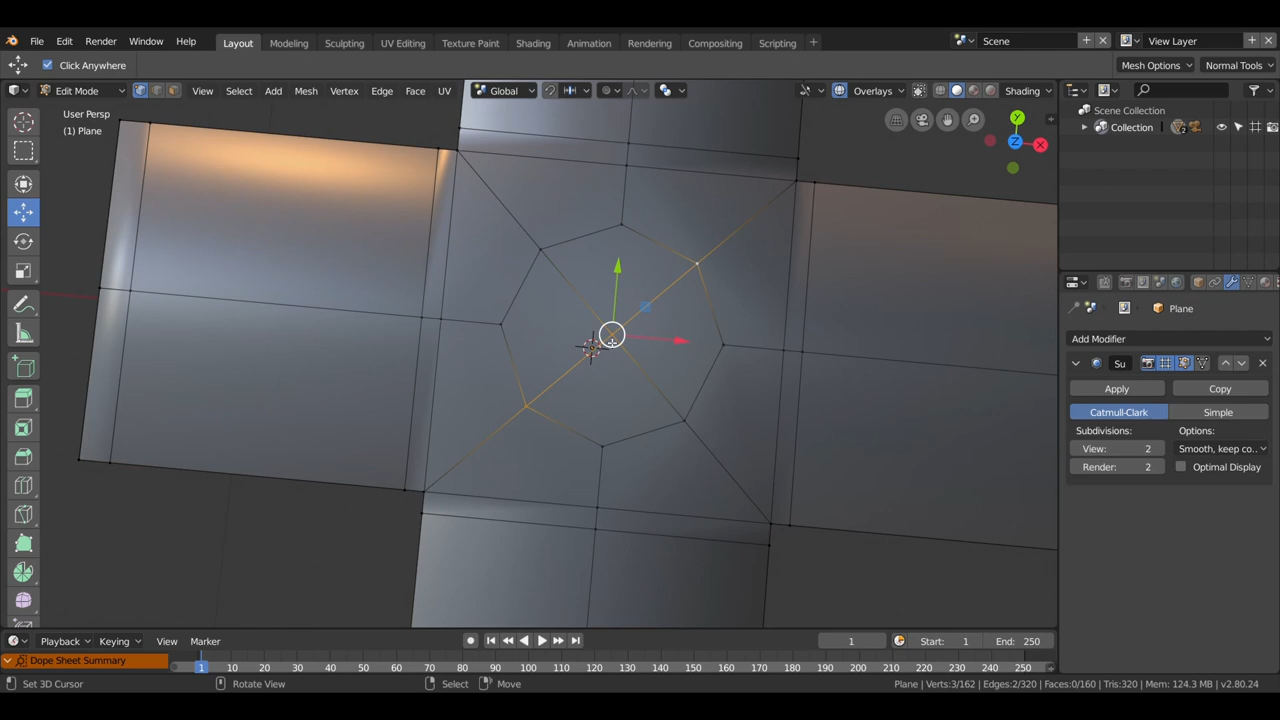 File Edit Render Window Help Layout Modeling Sculpting UV Editing Texture Paint Shading Animation Rendering Compositing Scripting + Scene View Layer
Click Anywhere Mesh Options Normal Tools
Edit Mode View Select Add Mesh Vertex Edge Face UV Global Overlays Shading
User Persp
(1) Plane
Y
Z
X
Scene Collection
Collection 2
Plane
Add Modifier
Su
Apply Copy
Catmull-Clark Simple
Subdivisions: Options:
View: 2 Smooth, keep co..
Render: 2 Optimal Display
Playback Keying View Marker 1 Start: 1 End: 250
Dope Sheet Summary
1 10 20 30 40 50 60 70 80 90 100 110 120 130 140 150 160 170 180 190 200 210 220 230 240 250
Set 3D Cursor Rotate View Select Move Plane | Verts:3/162 | Edges:2/320 | Faces:0/160 | Tris:320 | Mem: 124.3 MB | v2.80.24